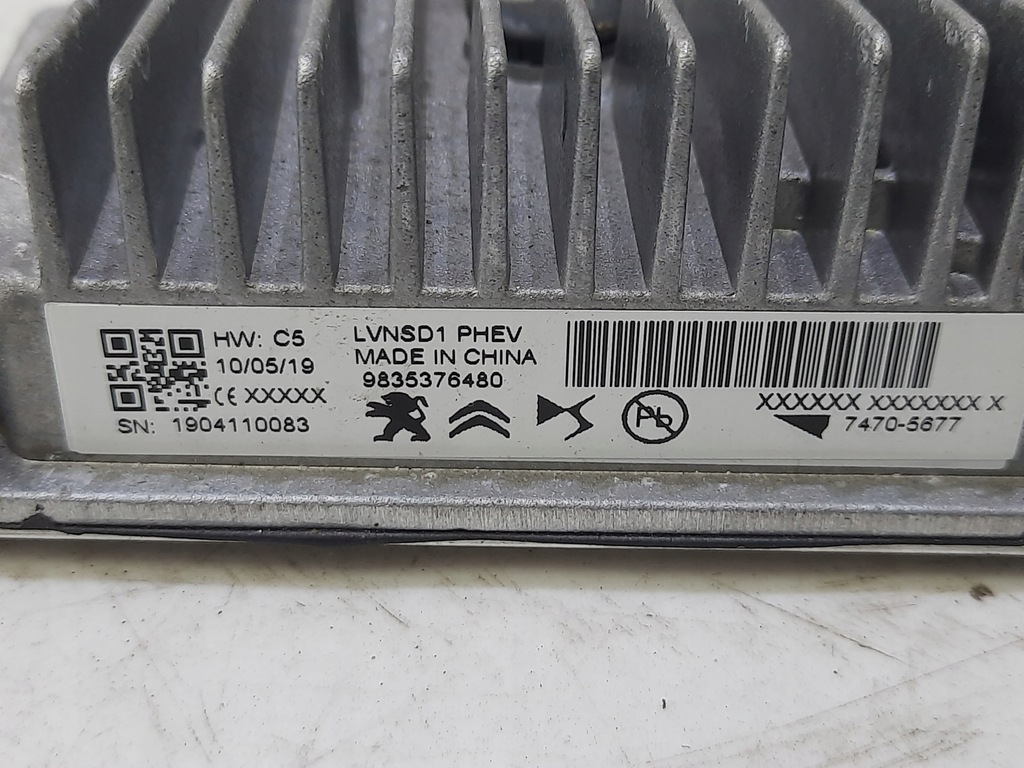 HW: C5
10/05/19
CE XXXXX
SN: 1904110083
LVNSD1 PHEV
MADE IN CHINA
9835376480
Pb
XXXXXX XXXXXXX X
7470-5677